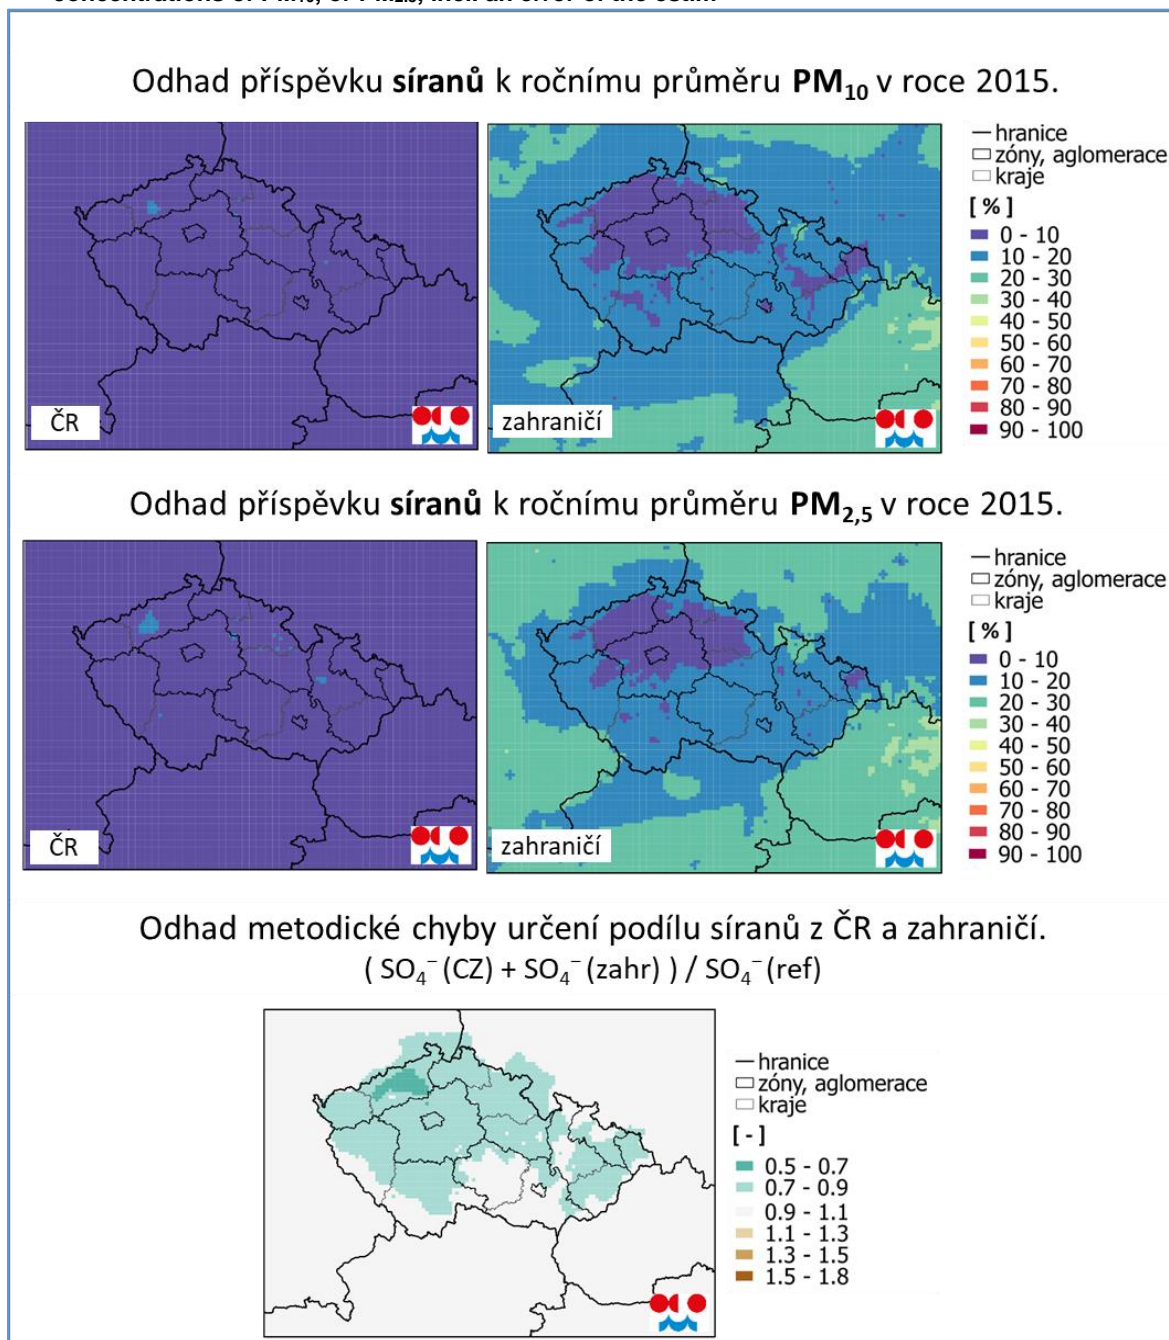 Odhad příspěvku síranů k ročnímu průměru PM₁₀ v roce 2015.
hranice
zóny, aglomerace
kraje
[ % ]
0 - 10
10 - 20
20 - 30
30 - 40
40 - 50
50 - 60
60 - 70
70 - 80
80 - 90
90 - 100
ČR
zahraničí
Odhad příspěvku síranů k ročnímu průměru PM₂,₅ v roce 2015.
hranice
zóny, aglomerace
kraje
[ % ]
0 - 10
10 - 20
20 - 30
30 - 40
40 - 50
50 - 60
60 - 70
70 - 80
80 - 90
90 - 100
ČR
zahraničí
Odhad metodické chyby určení podílu síranů z ČR a zahraničí.
( SO₄⁻ (CZ) + SO₄⁻ (zahr) ) / SO₄⁻ (ref)
hranice
zóny, aglomerace
kraje
[ - ]
0.5 - 0.7
0.7 - 0.9
0.9 - 1.1
1.1 - 1.3
1.3 - 1.5
1.5 - 1.8